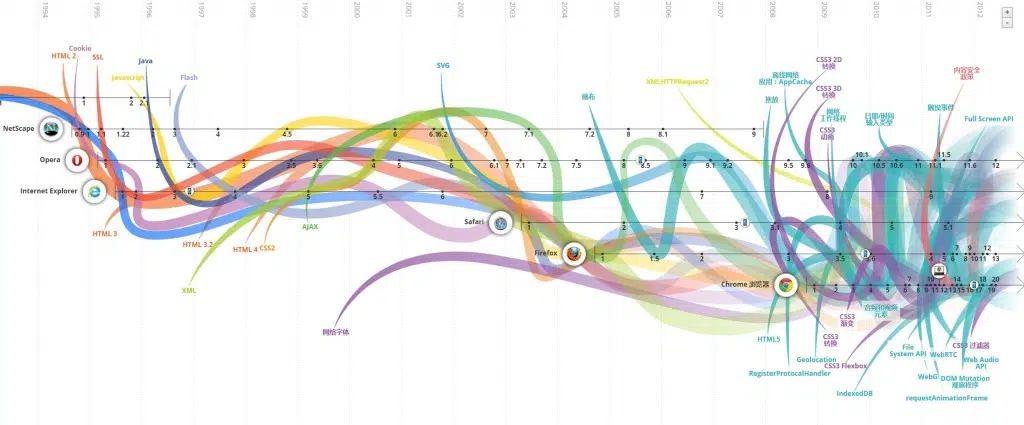 1994 1995 1996 1997 1998 1999 2000 2001 2002 2003 2004 2005 2006 2007 2008 2009 2010 2011 2012
+
-
Cookie
HTML 2
SSL
Java
Javascript
Flash
SVG
XMLHTTPRequest2
画布
离线网络
应用:AppCache
拖放
CSS3 2D
转换
CSS3 3D
转换
网络
工作线程
CSS3
动画
日期/时间
输入类型
触摸事件
内容安全
政策
Full Screen API
1 2 2.1
NetScape
0.9 1 1.1 1.22 2 3 4 4.5 6 6.1 6.2 7 7.1 7.2 8 8.1 9
Opera
1 2 2.1 3 3.5 3.6 4 5 6 6.1 7 7.1 7.2 7.5 8 8.5 9 9.1 9.2 9.5 9.6 10 10.1 10.5 10.6 11 11.1 11.5 11.6 12
Internet Explorer
1 2 3 4 5 5.5 6 7 8 9
Safari
1 2 3 3.1 4 5 5.1
Firefox
1 1.5 2 3 3.5 3.6 4 5 6 7 8 9 10 11 12 13
Chrome 浏览器
1 2 3 4 5 6 7 8 9 10 11 12 13 14 15 16 17 18 19 20
HTML 3
HTML 3.2
HTML 4
CSS2
AJAX
XML
网络字体
HTML5
Geolocation
RegisterProtocalHandler
CSS3
转换
CSS3
渐变
CSS3 Flexbox
IndexedDB
音频和视频
元素
File
System API
WebRTC
CSS3 过滤器
Web Audio
API
WebG
DOM Mutation
观察程序
requestAnimationFrame